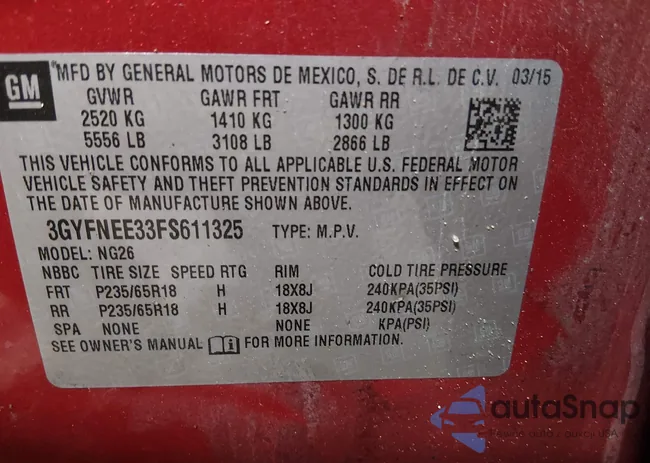 GM
MFD BY GENERAL MOTORS DE MEXICO, S. DE R.L. DE C.V. 03/15
GVWR GAWR FRT GAWR RR
2520 KG 1410 KG 1300 KG
5556 LB 3108 LB 2866 LB
THIS VEHICLE CONFORMS TO ALL APPLICABLE U.S. FEDERAL MOTOR
VEHICLE SAFETY AND THEFT PREVENTION STANDARDS IN EFFECT ON
THE DATE OF MANUFACTURE SHOWN ABOVE.
3GYFNEE33FS611325 TYPE: M.P.V.
MODEL: NG26
NBBC TIRE SIZE SPEED RTG RIM COLD TIRE PRESSURE
FRT P235/65R18 H 18X8J 240KPA(35PSI)
RR P235/65R18 H 18X8J 240KPA(35PSI)
SPA NONE NONE KPA(PSI)
SEE OWNER'S MANUAL FOR MORE INFORMATION.
autoSnap